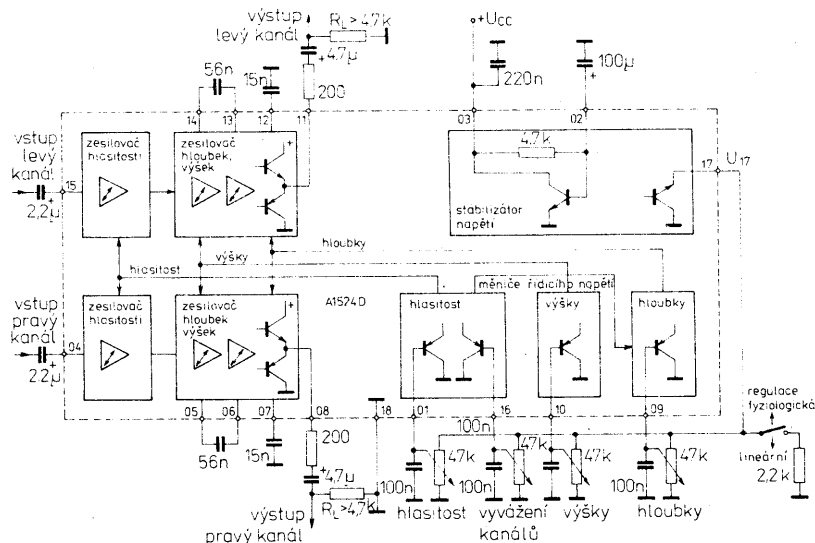 výstup
levý kanál
R_L > 4.7k
4.7μ
+
200
56n
15n
14
13
12
11
+Ucc
220n
100μ
+
03
02
vstup
levý
kanál
15
2.2μ
+
zesilovač
hlasitosti
zesilovač
hloubek,
výšek
+
4.7k
stabilizátor
napětí
17
U17
hloubky
výšky
hlasitost
vstup
pravý
kanál
04
2.2μ
+
zesilovač
hlasitosti
zesilovač
hloubek
výšek
+
A1524D
měniče řídicího napětí
hlasitost
výšky
hloubky
05
06
07
08
18
01
16
10
09
56n
15n
200
+
4.7μ
R_L>4.7k
výstup
pravý kanál
100n
47k
47k
47k
47k
100n
100n
100n
hlasitost
vyvážení
kanálů
výšky
hloubky
regulace
fyziologická
lineární
2.2k